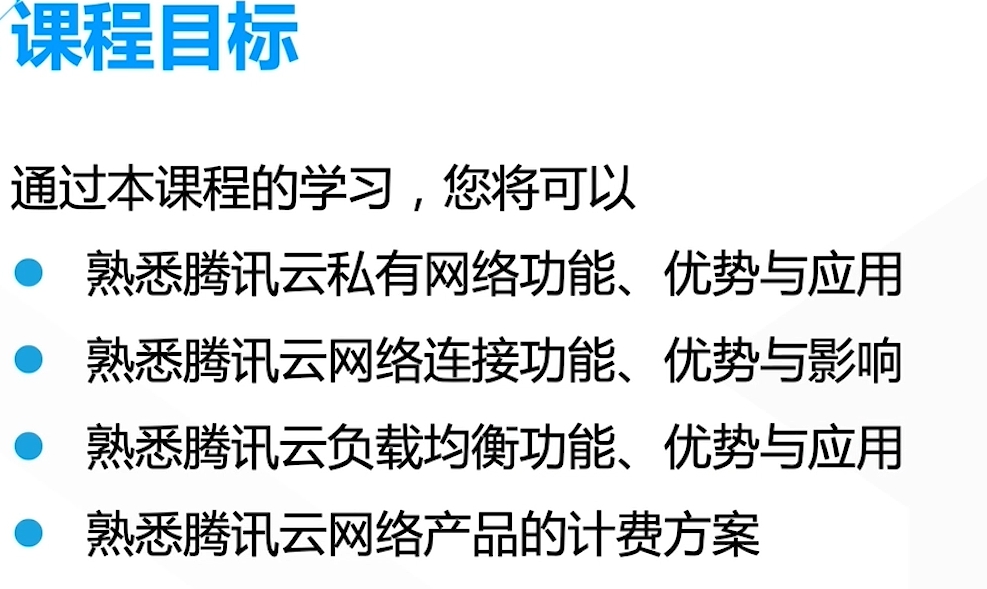 课程目标
通过本课程的学习，您将可以
● 熟悉腾讯云私有网络功能、优势与应用
● 熟悉腾讯云网络连接功能、优势与影响
● 熟悉腾讯云负载均衡功能、优势与应用
● 熟悉腾讯云网络产品的计费方案